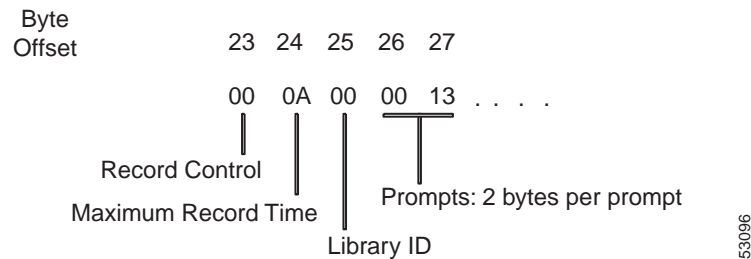 Byte
Offset
23 24 25 26 27
00 0A 00 00 13 . . . .
Record Control
Maximum Record Time
Prompts: 2 bytes per prompt
Library ID
53096